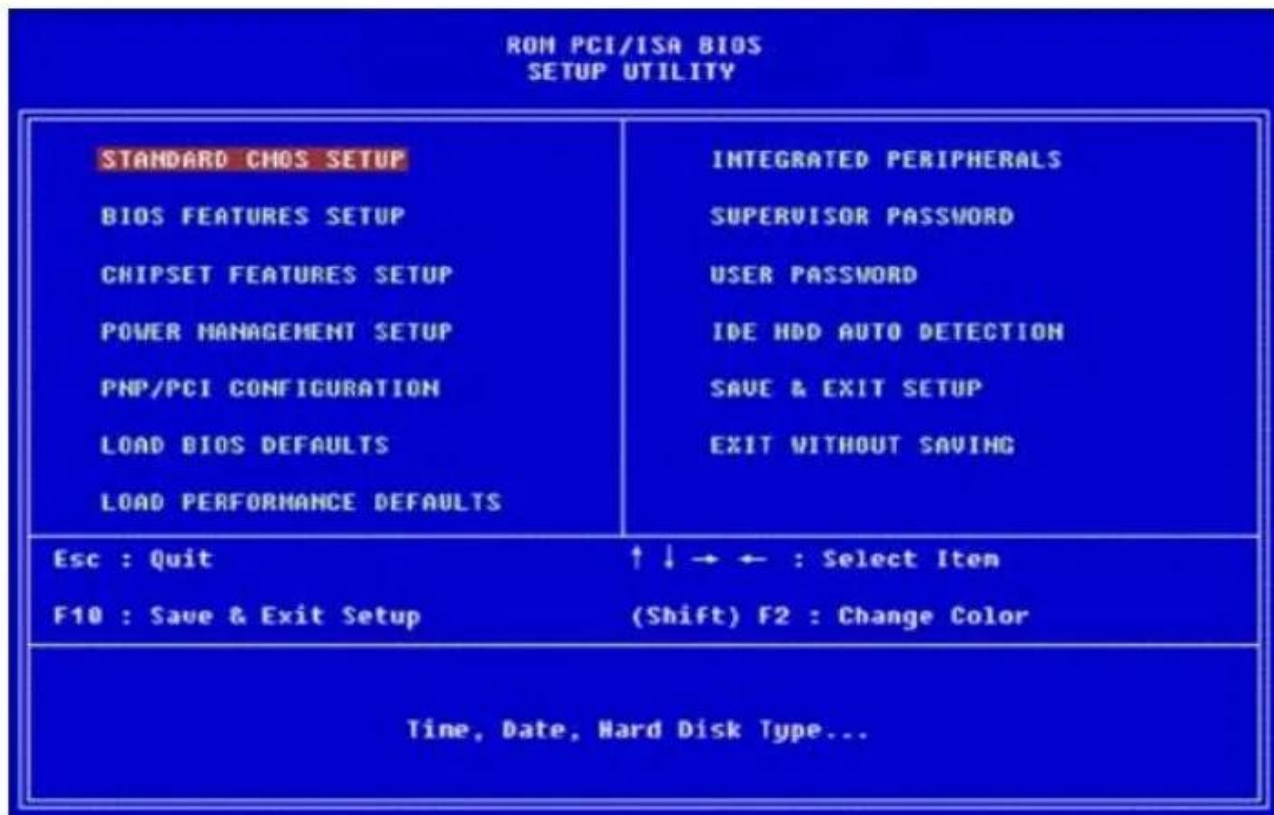 ROM PCI/ISA BIOS
SETUP UTILITY
STANDARD CMOS SETUP
BIOS FEATURES SETUP
CHIPSET FEATURES SETUP
POWER MANAGEMENT SETUP
PNP/PCI CONFIGURATION
LOAD BIOS DEFAULTS
LOAD PERFORMANCE DEFAULTS
INTEGRATED PERIPHERALS
SUPERVISOR PASSWORD
USER PASSWORD
IDE HDD AUTO DETECTION
SAVE & EXIT SETUP
EXIT WITHOUT SAVING
Esc : Quit
↑ ↓ → ← : Select Item
F10 : Save & Exit Setup
(Shift) F2 : Change Color
Time, Date, Hard Disk Type...